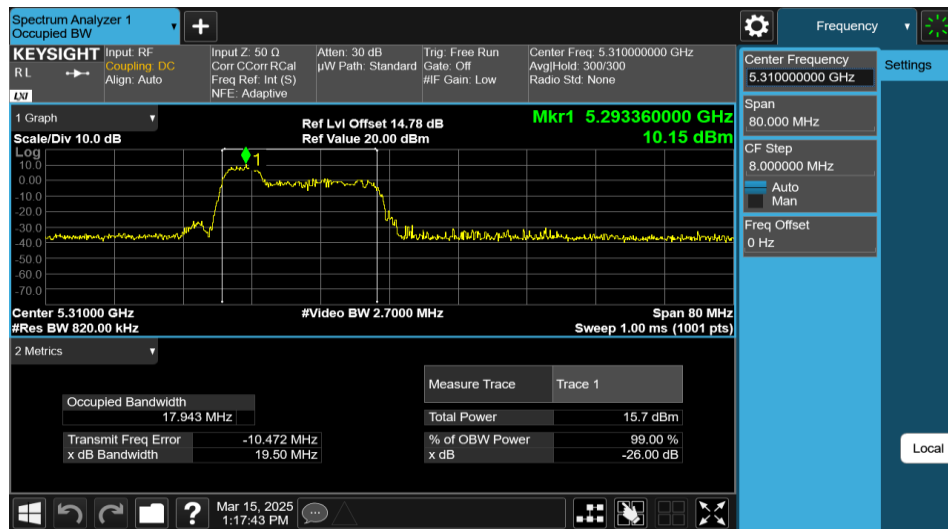 Spectrum Analyzer 1
Occupied BW
Frequency
KEYSIGHT
R L
LXI
Input: RF
Coupling: DC
Align: Auto
Input Z: 50 Ω
Corr CCorr RCal
Freq Ref: Int (S)
NFE: Adaptive
Atten: 30 dB
µW Path: Standard
Trig: Free Run
Gate: Off
#IF Gain: Low
Center Freq: 5.310000000 GHz
Avg|Hold: 300/300
Radio Std: None
1 Graph
Scale/Div 10.0 dB
Log
Ref Lvl Offset 14.78 dB
Ref Value 20.00 dBm
Mkr1 5.293360000 GHz
10.15 dBm
1
10.0
0.00
-10.0
-20.0
-30.0
-40.0
-50.0
-60.0
-70.0
Center 5.31000 GHz
#Res BW 820.00 kHz
#Video BW 2.7000 MHz
Span 80 MHz
Sweep 1.00 ms (1001 pts)
2 Metrics
Occupied Bandwidth
17.943 MHz
Transmit Freq Error -10.472 MHz
x dB Bandwidth 19.50 MHz
Measure Trace Trace 1
Total Power 15.7 dBm
% of OBW Power 99.00 %
x dB -26.00 dB
Center Frequency
5.310000000 GHz
Settings
Span
80.000 MHz
CF Step
8.000000 MHz
Auto
Man
Freq Offset
0 Hz
Local
?
Mar 15, 2025
1:17:43 PM